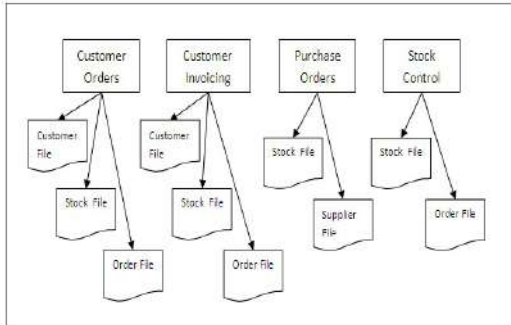 Customer
Orders
Customer
Invoicing
Purchase
Orders
Stock
Control
Customer
File
Customer
File
Stock File
Stock File
Stock File
Stock File
Supplier
File
Order File
Order File
Order File